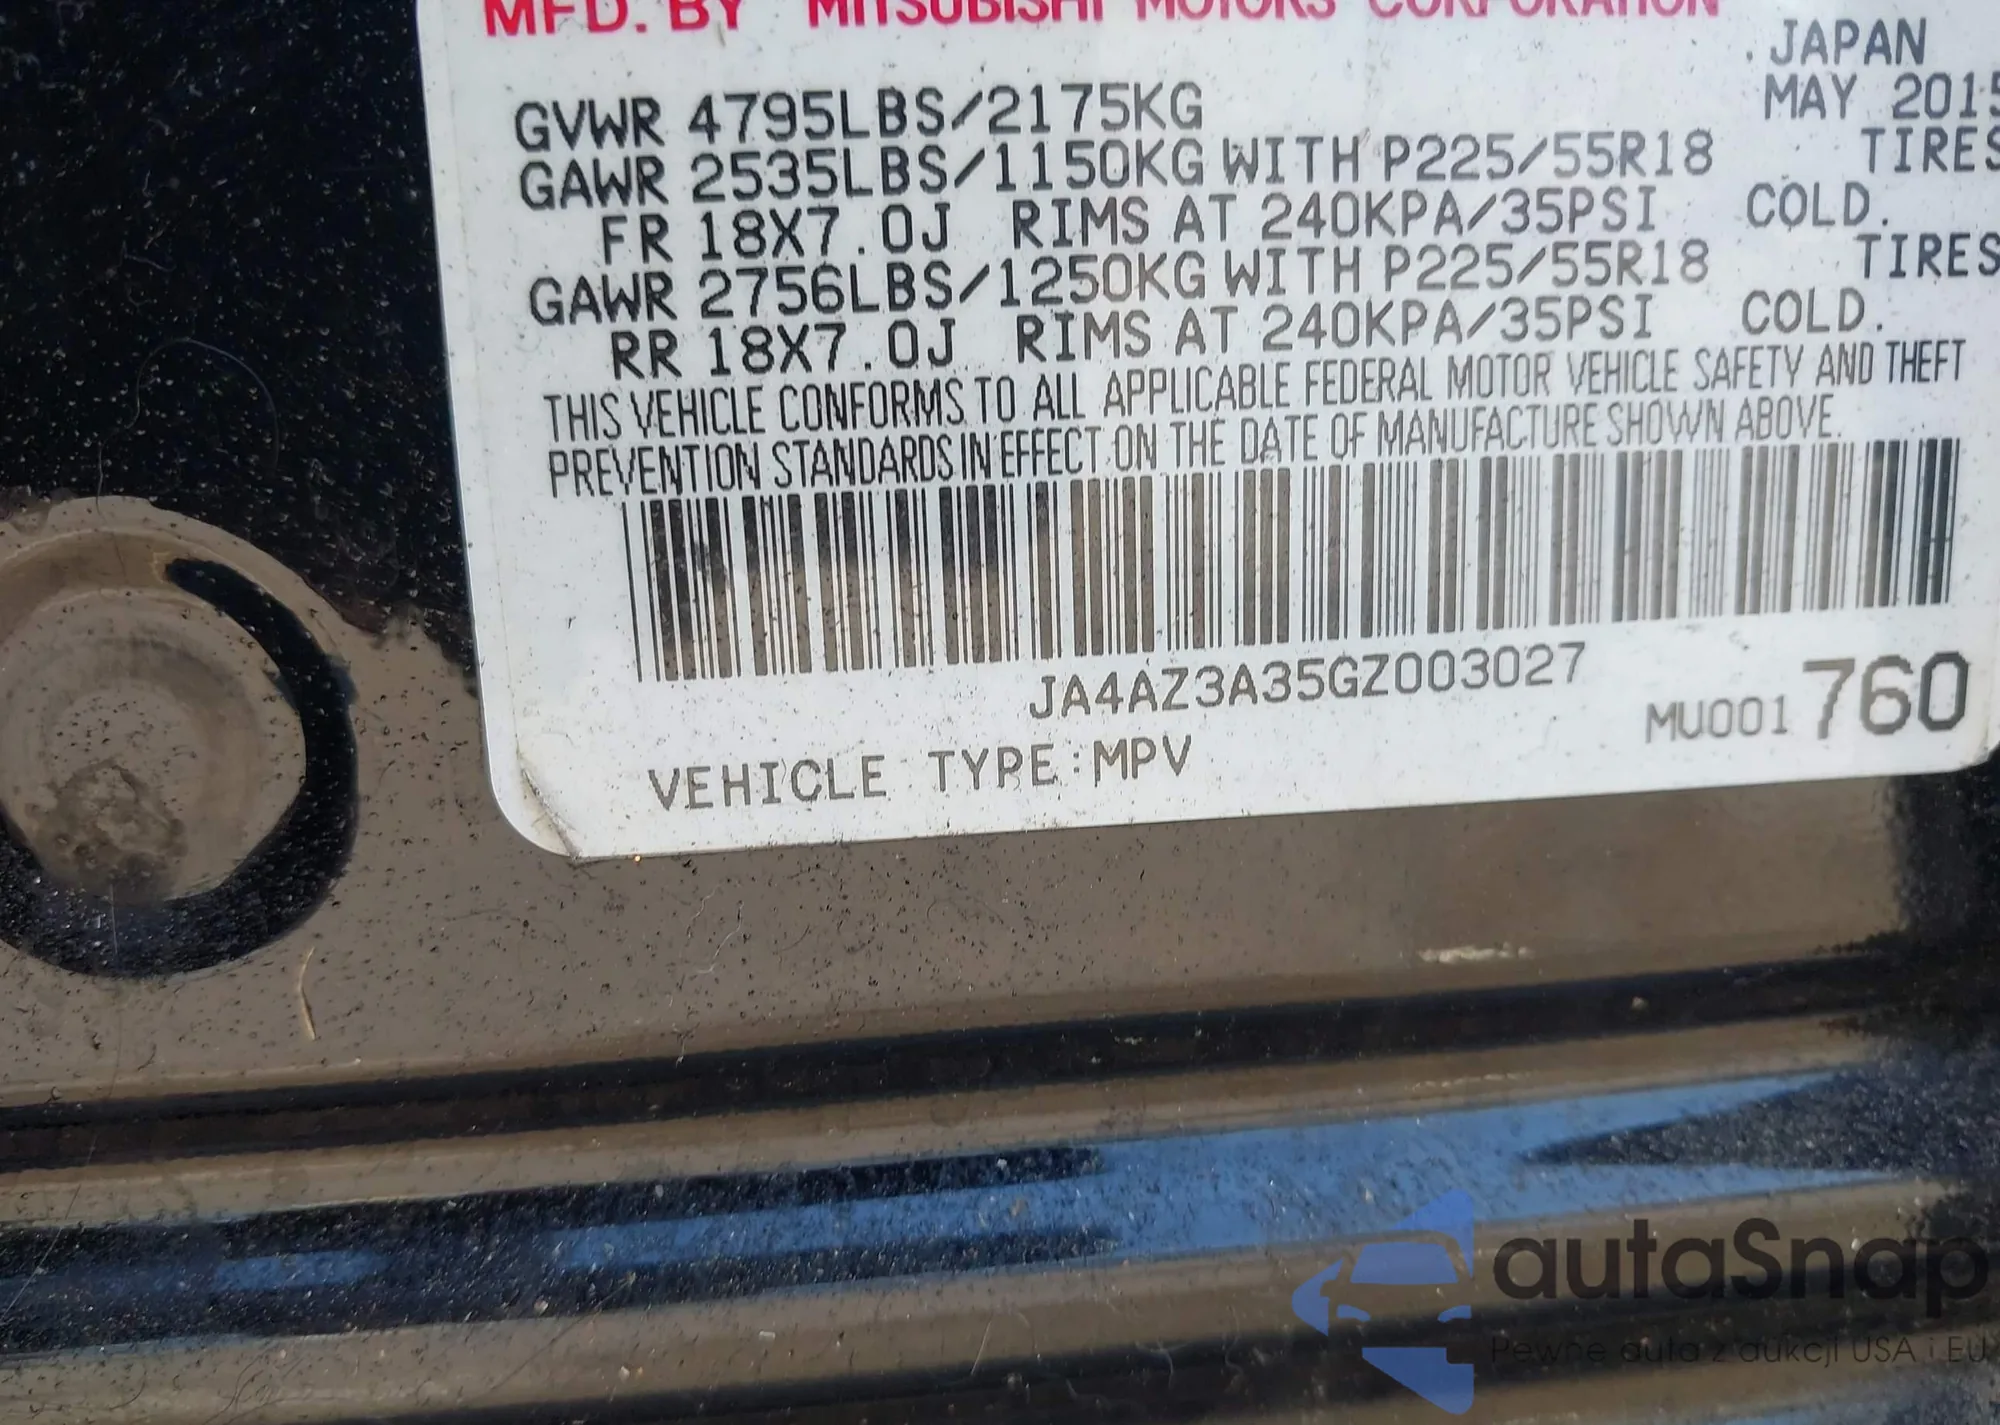 MFD. BY MITSUBISHI MOTORS CORPORATION
JAPAN
GVWR 4795LBS/2175KG MAY 2015
GAWR 2535LBS/1150KG WITH P225/55R18 TIRES
FR 18X7.0J RIMS AT 240KPA/35PSI COLD.
GAWR 2756LBS/1250KG WITH P225/55R18 TIRES
RR 18X7.0J RIMS AT 240KPA/35PSI COLD.
THIS VEHICLE CONFORMS TO ALL APPLICABLE FEDERAL MOTOR VEHICLE SAFETY AND THEFT
PREVENTION STANDARDS IN EFFECT ON THE DATE OF MANUFACTURE SHOWN ABOVE.
JA4AZ3A35GZ003027
MU001760
VEHICLE TYPE:MPV
autaSnap
Pewne auta z aukcji USA i EU